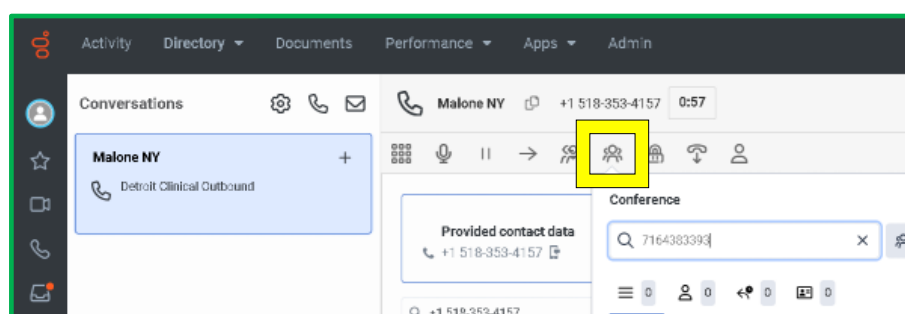 Activity Directory Documents Performance Apps Admin
Conversations
Malone NY +1 518-353-4157 0:57
Malone NY
Detroit Clinical Outbound
Conference
Provided contact data
+1 518-353-4157
7164383393
0 0 0 0
+1 518-353-4157